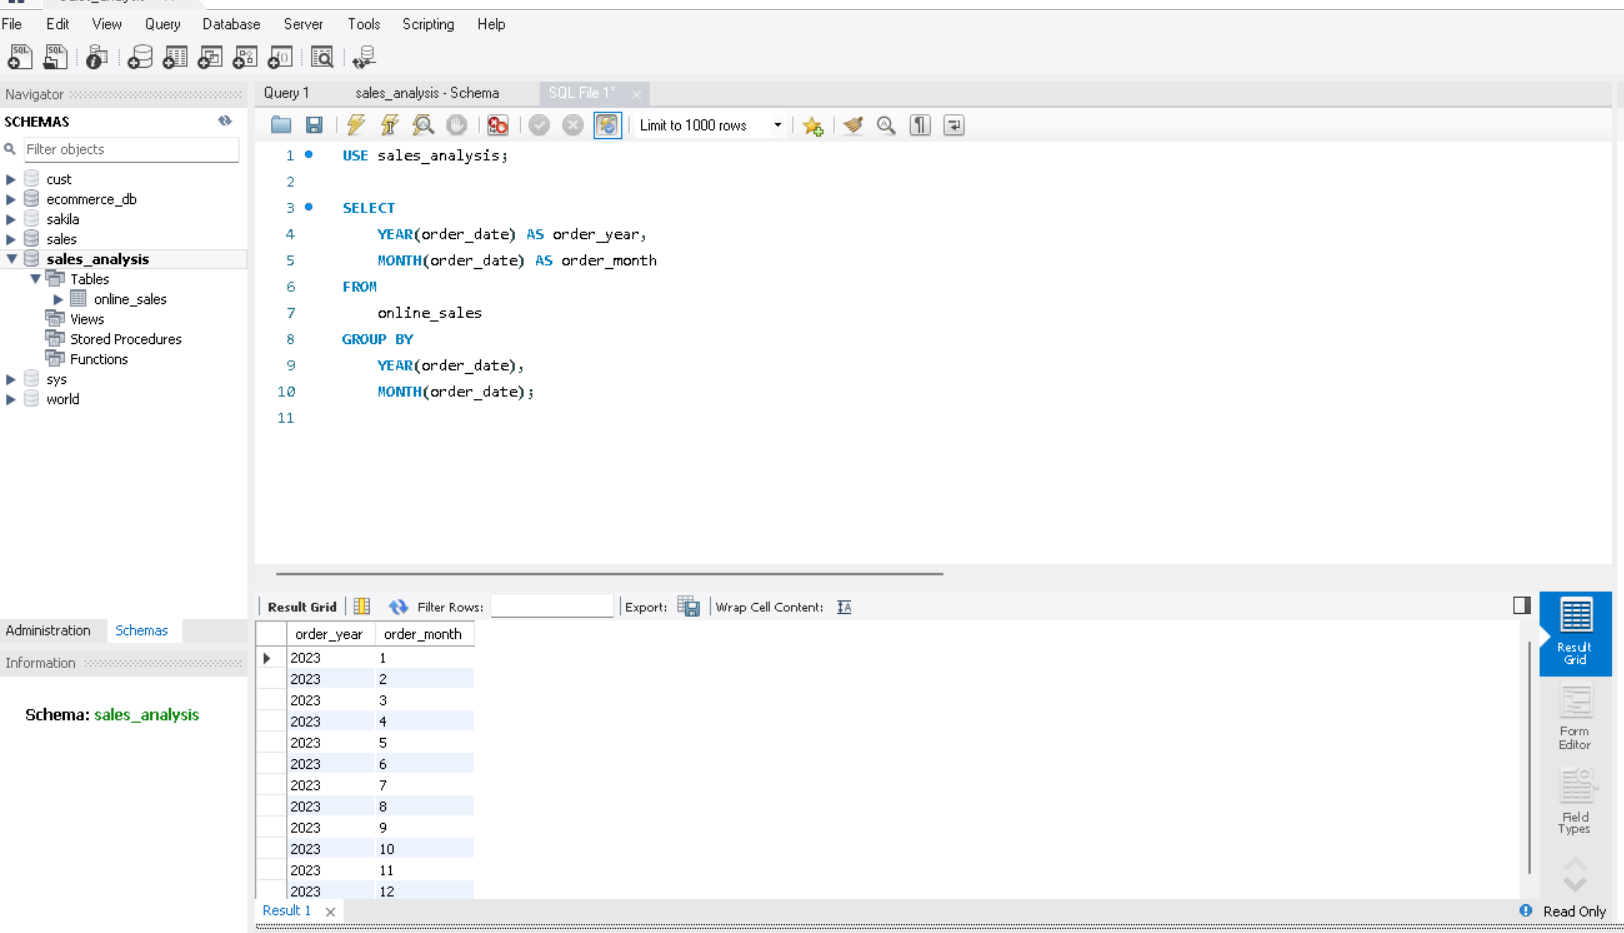 File Edit View Query Database Server Tools Scripting Help
Navigator
SCHEMAS
Filter objects
cust
ecommerce_db
sakila
sales
sales_analysis
Tables
online_sales
Views
Stored Procedures
Functions
sys
world
Administration Schemas
Information
Schema: sales_analysis
Query 1 sales_analysis - Schema SQL File 1*
Limit to 1000 rows
1 USE sales_analysis;
2
3 SELECT
4 YEAR(order_date) AS order_year,
5 MONTH(order_date) AS order_month
6 FROM
7 online_sales
8 GROUP BY
9 YEAR(order_date),
10 MONTH(order_date);
11
Result Grid Filter Rows: Export: Wrap Cell Content:
order_year order_month
2023 1
2023 2
2023 3
2023 4
2023 5
2023 6
2023 7
2023 8
2023 9
2023 10
2023 11
2023 12
Result
Grid
Form
Editor
Field
Types
Result 1 Read Only